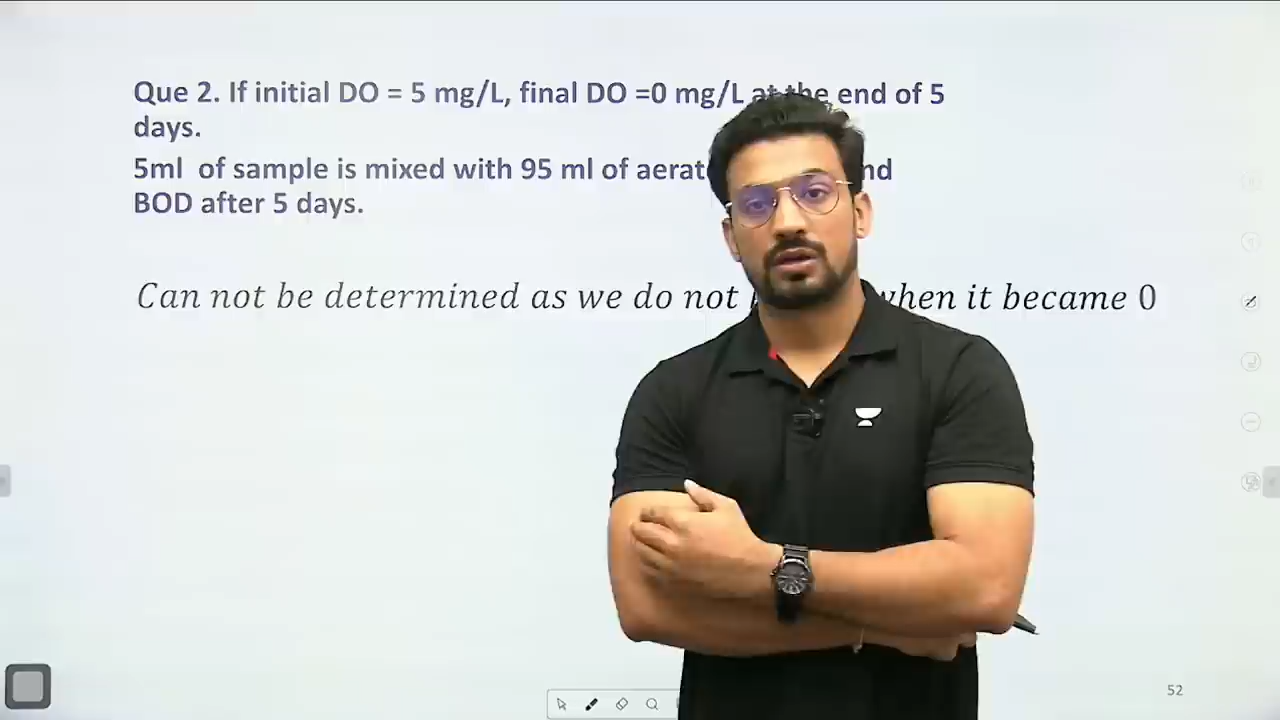 Que 2. If initial DO = 5 mg/L, final DO =0 mg/L at the end of 5
days.
5ml of sample is mixed with 95 ml of
BOD after 5 days.
Can not be determined as we do not when it became 0
52